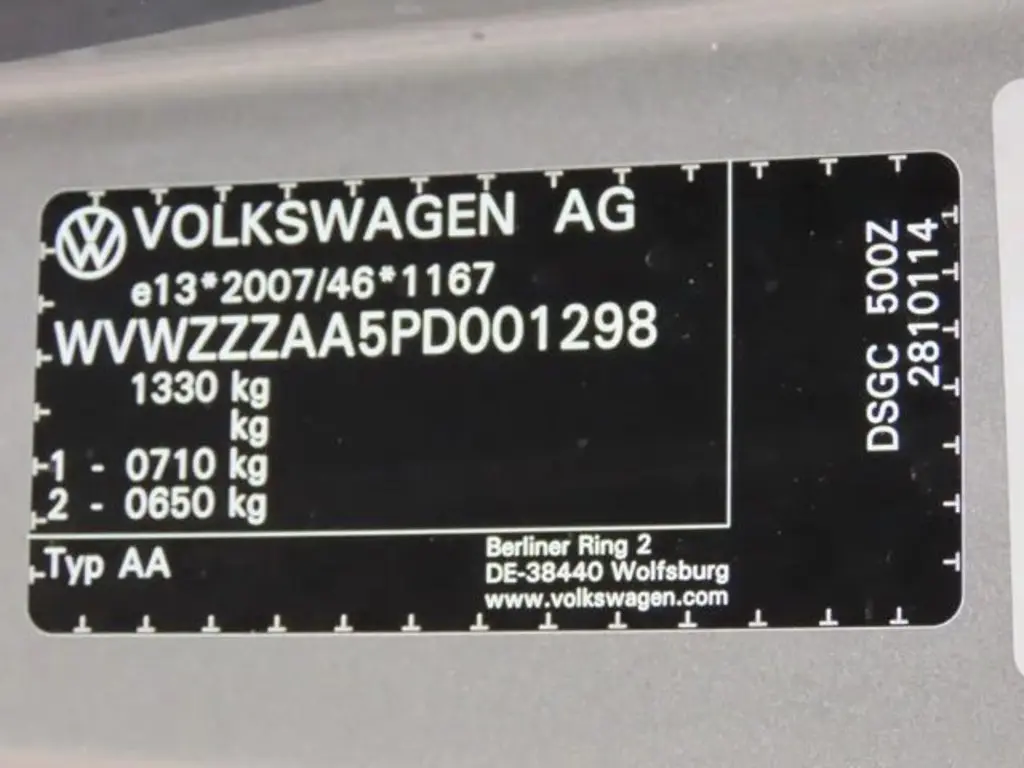 VOLKSWAGEN AG
e13*2007/46*1167
WVWZZZAA5PD001298
1330 kg
kg
1 - 0710 kg
2 - 0650 kg
Typ AA
Berliner Ring 2
DE-38440 Wolfsburg
www.volkswagen.com
DSGC 500Z
2810114